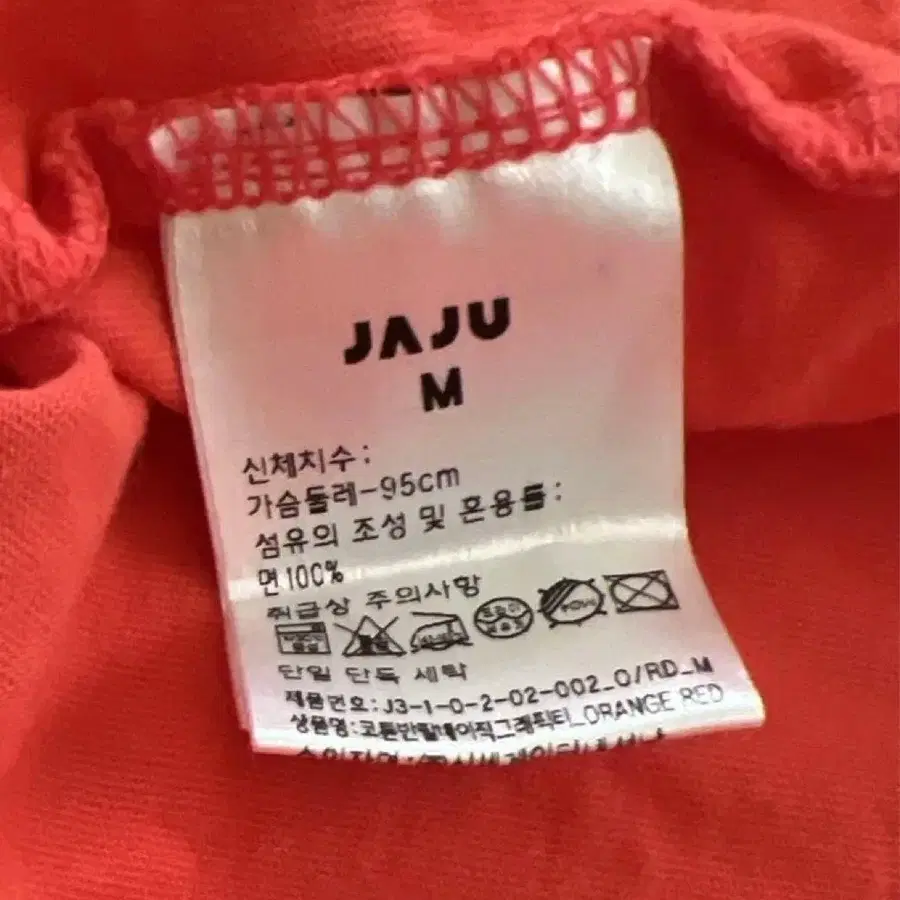 JAJU
M
신체치수:
가슴둘레-95cm
섬유의 조성 및 혼용률:
면100%
취급상 주의사항
단일 단독 세탁
제품번호:J3-1-0-2-02-002_O/RD_M
상품명:코튼반팔베이직그래픽티_ORANGE RED